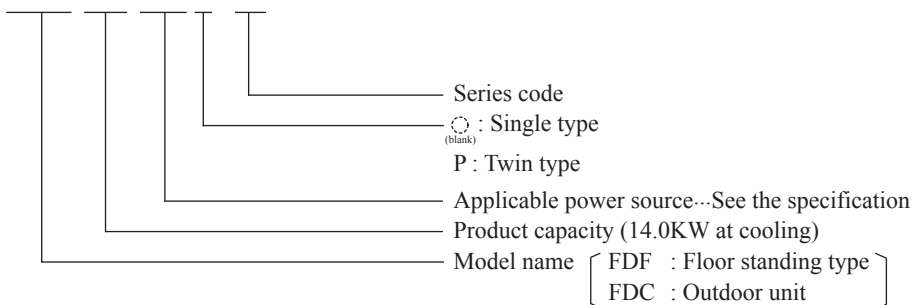 Series code
: Single type
(blank)
P : Twin type
Applicable power source···See the specification
Product capacity (14.0KW at cooling)
Model name FDF : Floor standing type
FDC : Outdoor unit